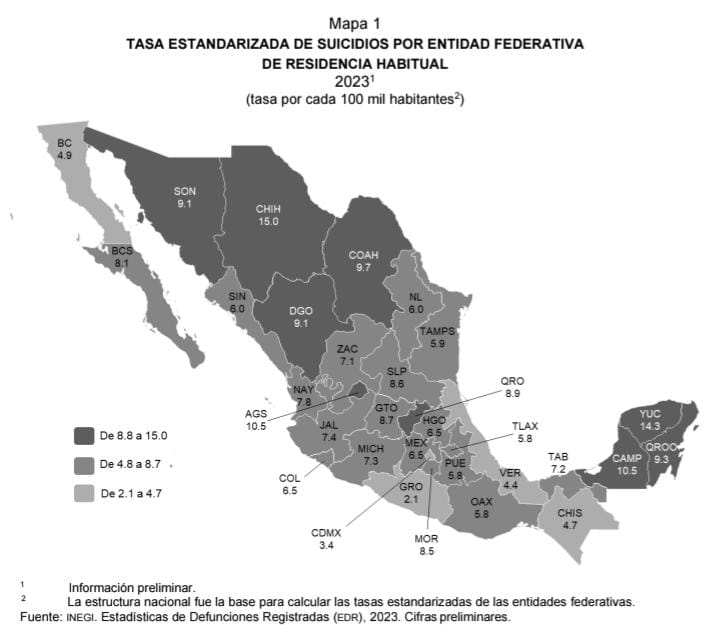 Mapa 1
TASA ESTANDARIZADA DE SUICIDIOS POR ENTIDAD FEDERATIVA
DE RESIDENCIA HABITUAL
2023¹
(tasa por cada 100 mil habitantes²)
BC
4.9
SON
9.1
CHIH
15.0
COAH
9.7
BCS
8.1
SIN
6.0
DGO
9.1
NL
6.0
TAMPS
5.9
ZAC
7.1
SLP
8.6
NAY
7.8
AGS
10.5
QRO
8.9
GTO
8.7
HGO
6.5
TLAX
5.8
JAL
7.4
MICH
7.3
MEX
6.5
PUE
5.8
COL
6.5
GRO
2.1
CDMX
3.4
MOR
8.5
OAX
5.8
VER
4.4
TAB
7.2
CHIS
4.7
YUC
14.3
CAMP
10.5
QROO
9.3
De 8.8 a 15.0
De 4.8 a 8.7
De 2.1 a 4.7
¹ Información preliminar.
² La estructura nacional fue la base para calcular las tasas estandarizadas de las entidades federativas.
Fuente: INEGI. Estadísticas de Defunciones Registradas (EDR), 2023. Cifras preliminares.